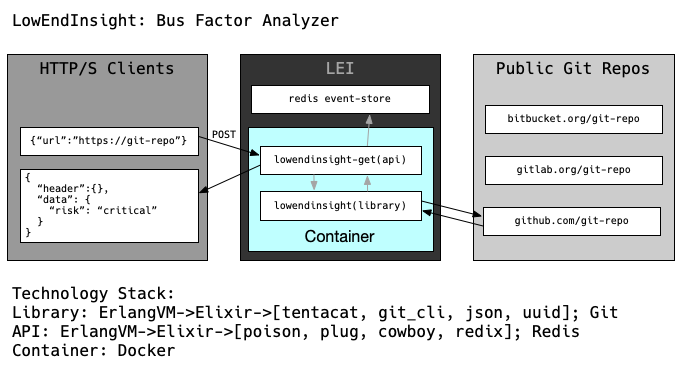 LowEndInsight: Bus Factor Analyzer
HTTP/S Clients
{“url”:”https://git-repo”}
POST
{
“header”:{},
“data”: {
“risk”: “critical”
}
}
LEI
redis event-store
lowendinsight-get(api)
lowendinsight(library)
Container
Public Git Repos
bitbucket.org/git-repo
gitlab.org/git-repo
github.com/git-repo
Technology Stack:
Library: ErlangVM->Elixir->[tentacat, git_cli, json, uuid]; Git
API: ErlangVM->Elixir->[poison, plug, cowboy, redix]; Redis
Container: Docker